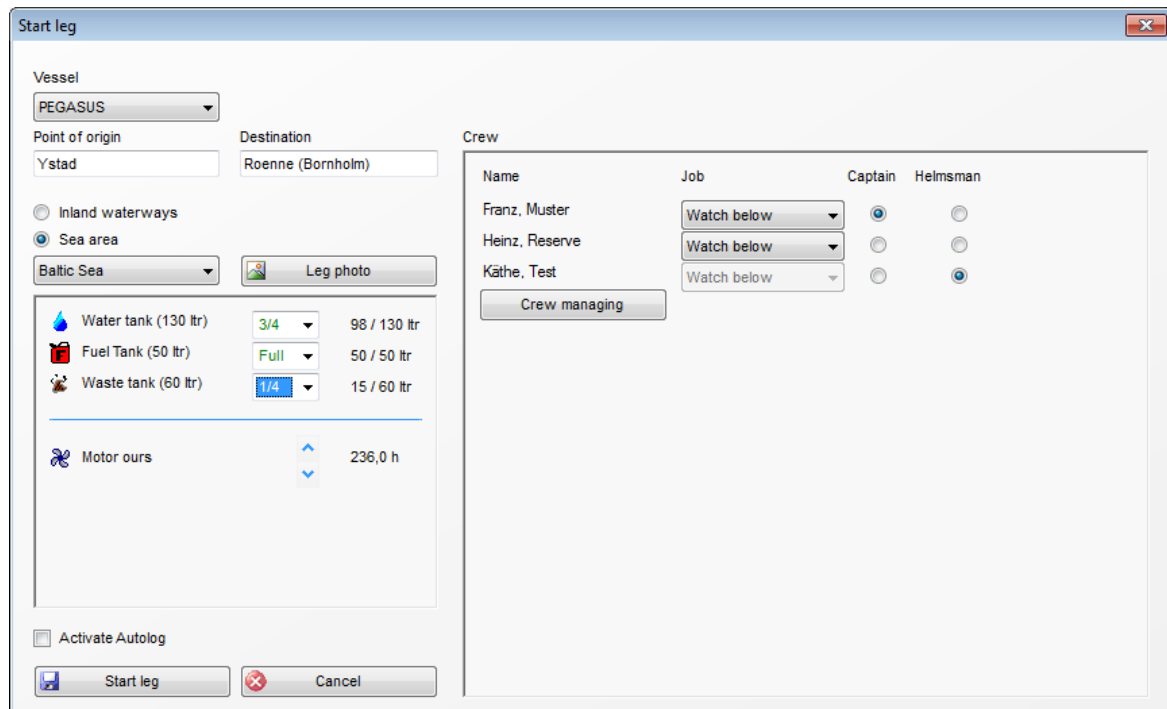 Start leg
Vessel
PEGASUS
Point of origin
Destination
Ystad
Roenne (Bornholm)
Inland waterways
Sea area
Baltic Sea
Leg photo
Water tank (130 ltr) 3/4 98 / 130 ltr
Fuel Tank (50 ltr) Full 50 / 50 ltr
Waste tank (60 ltr) 1/4 15 / 60 ltr
Motor ours 236,0 h
Activate Autolog
Start leg
Cancel
Crew
Name Job Captain Helmsman
Franz, Muster Watch below
Heinz, Reserve Watch below
Käthe, Test Watch below
Crew managing